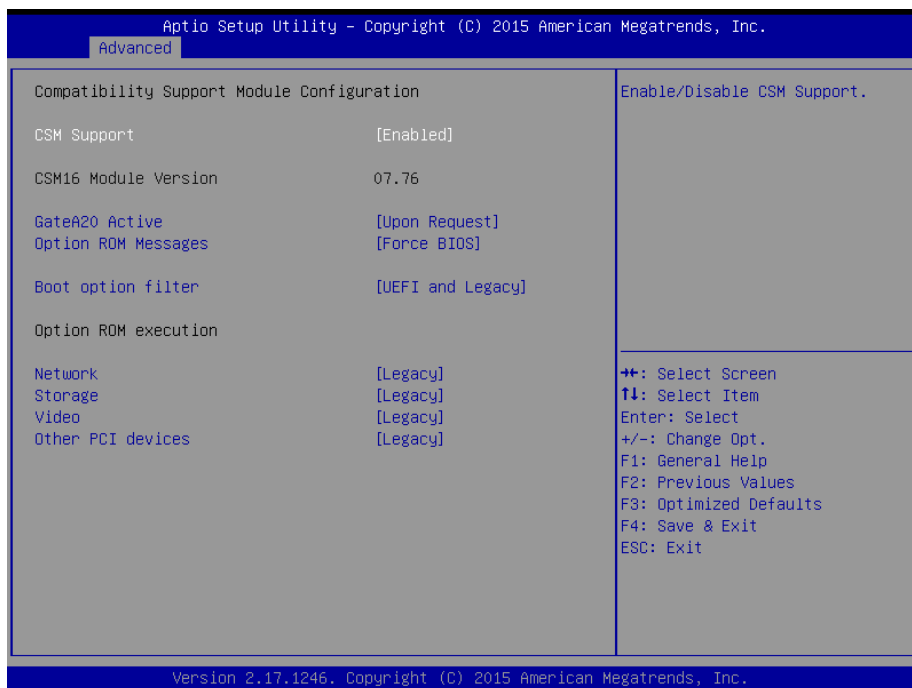 Aptio Setup Utility – Copyright (C) 2015 American Megatrends, Inc.
Advanced
Compatibility Support Module Configuration
CSM Support [Enabled]
CSM16 Module Version 07.76
GateA20 Active [Upon Request]
Option ROM Messages [Force BIOS]
Boot option filter [UEFI and Legacy]
Option ROM execution
Network [Legacy]
Storage [Legacy]
Video [Legacy]
Other PCI devices [Legacy]
Enable/Disable CSM Support.
→←: Select Screen
↑↓: Select Item
Enter: Select
+/-: Change Opt.
F1: General Help
F2: Previous Values
F3: Optimized Defaults
F4: Save & Exit
ESC: Exit
Version 2.17.1246. Copyright (C) 2015 American Megatrends, Inc.